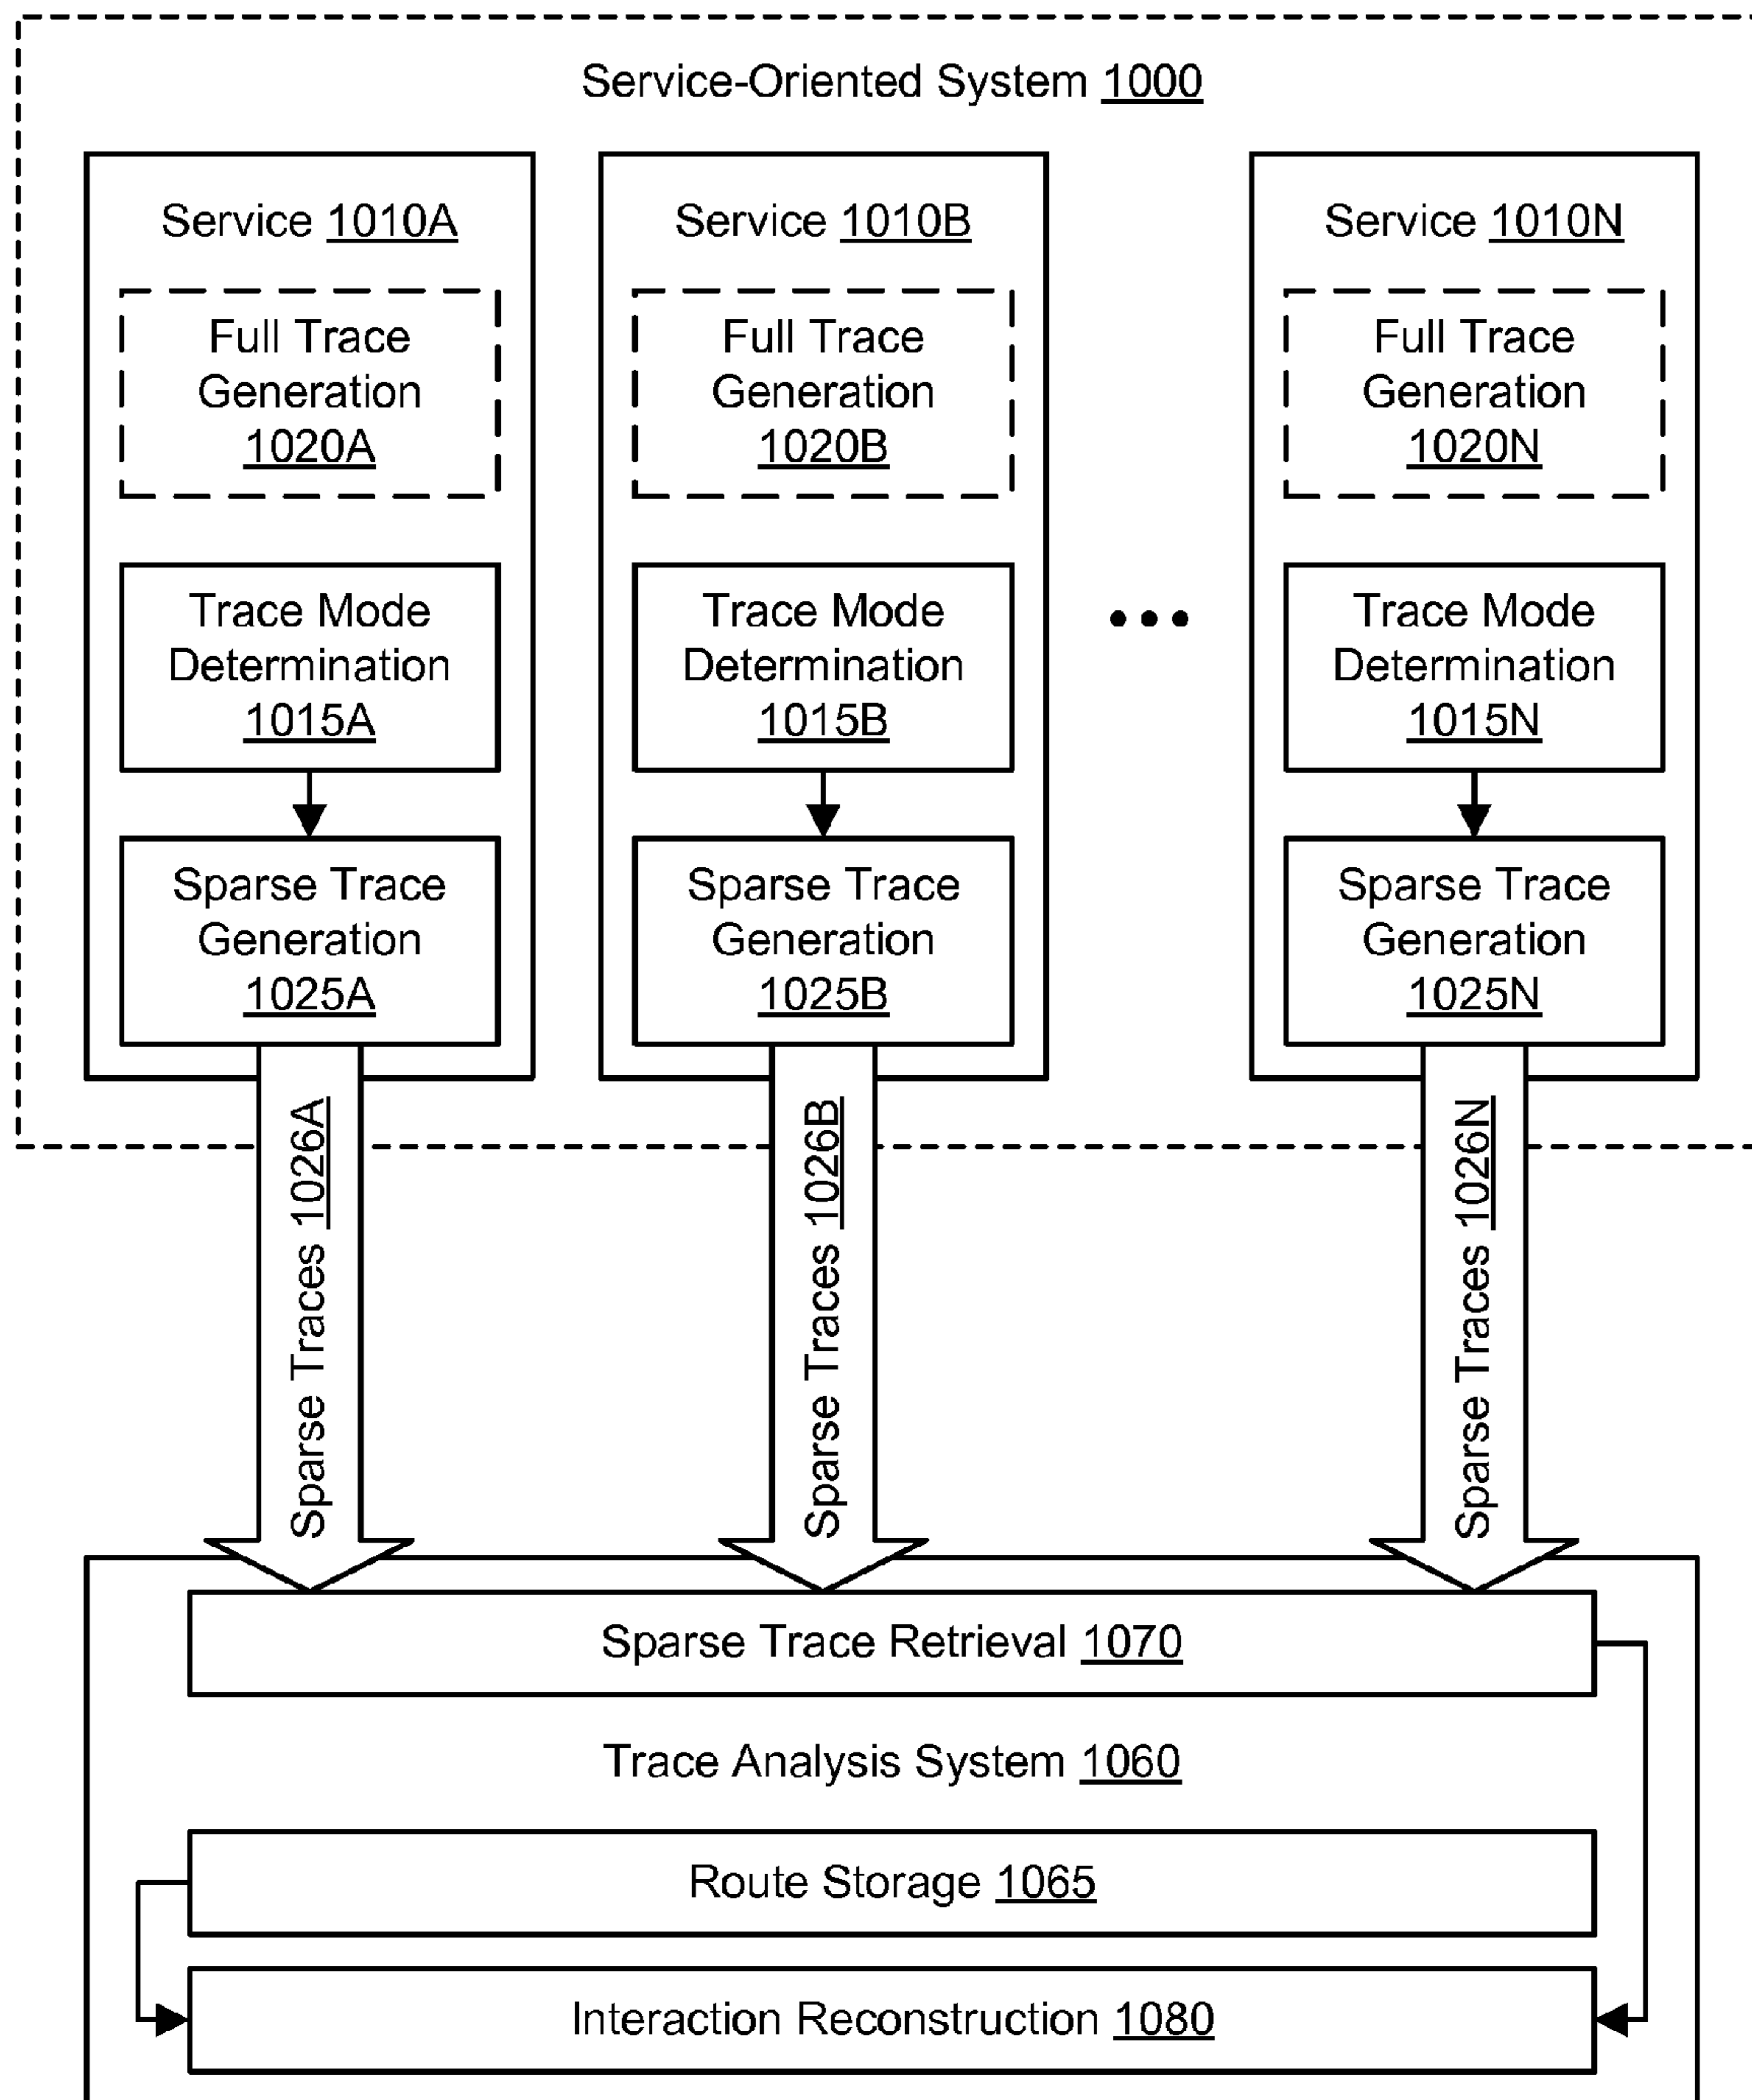 Service-Oriented System 1000
Service 1010A
Full Trace
Generation
1020A
Trace Mode
Determination
1015A
Sparse Trace
Generation
1025A
Service 1010B
Full Trace
Generation
1020B
Trace Mode
Determination
1015B
Sparse Trace
Generation
1025B
Service 1010N
Full Trace
Generation
1020N
Trace Mode
Determination
1015N
Sparse Trace
Generation
1025N
Sparse Traces 1026A
Sparse Traces 1026B
Sparse Traces 1026N
Sparse Trace Retrieval 1070
Trace Analysis System 1060
Route Storage 1065
Interaction Reconstruction 1080